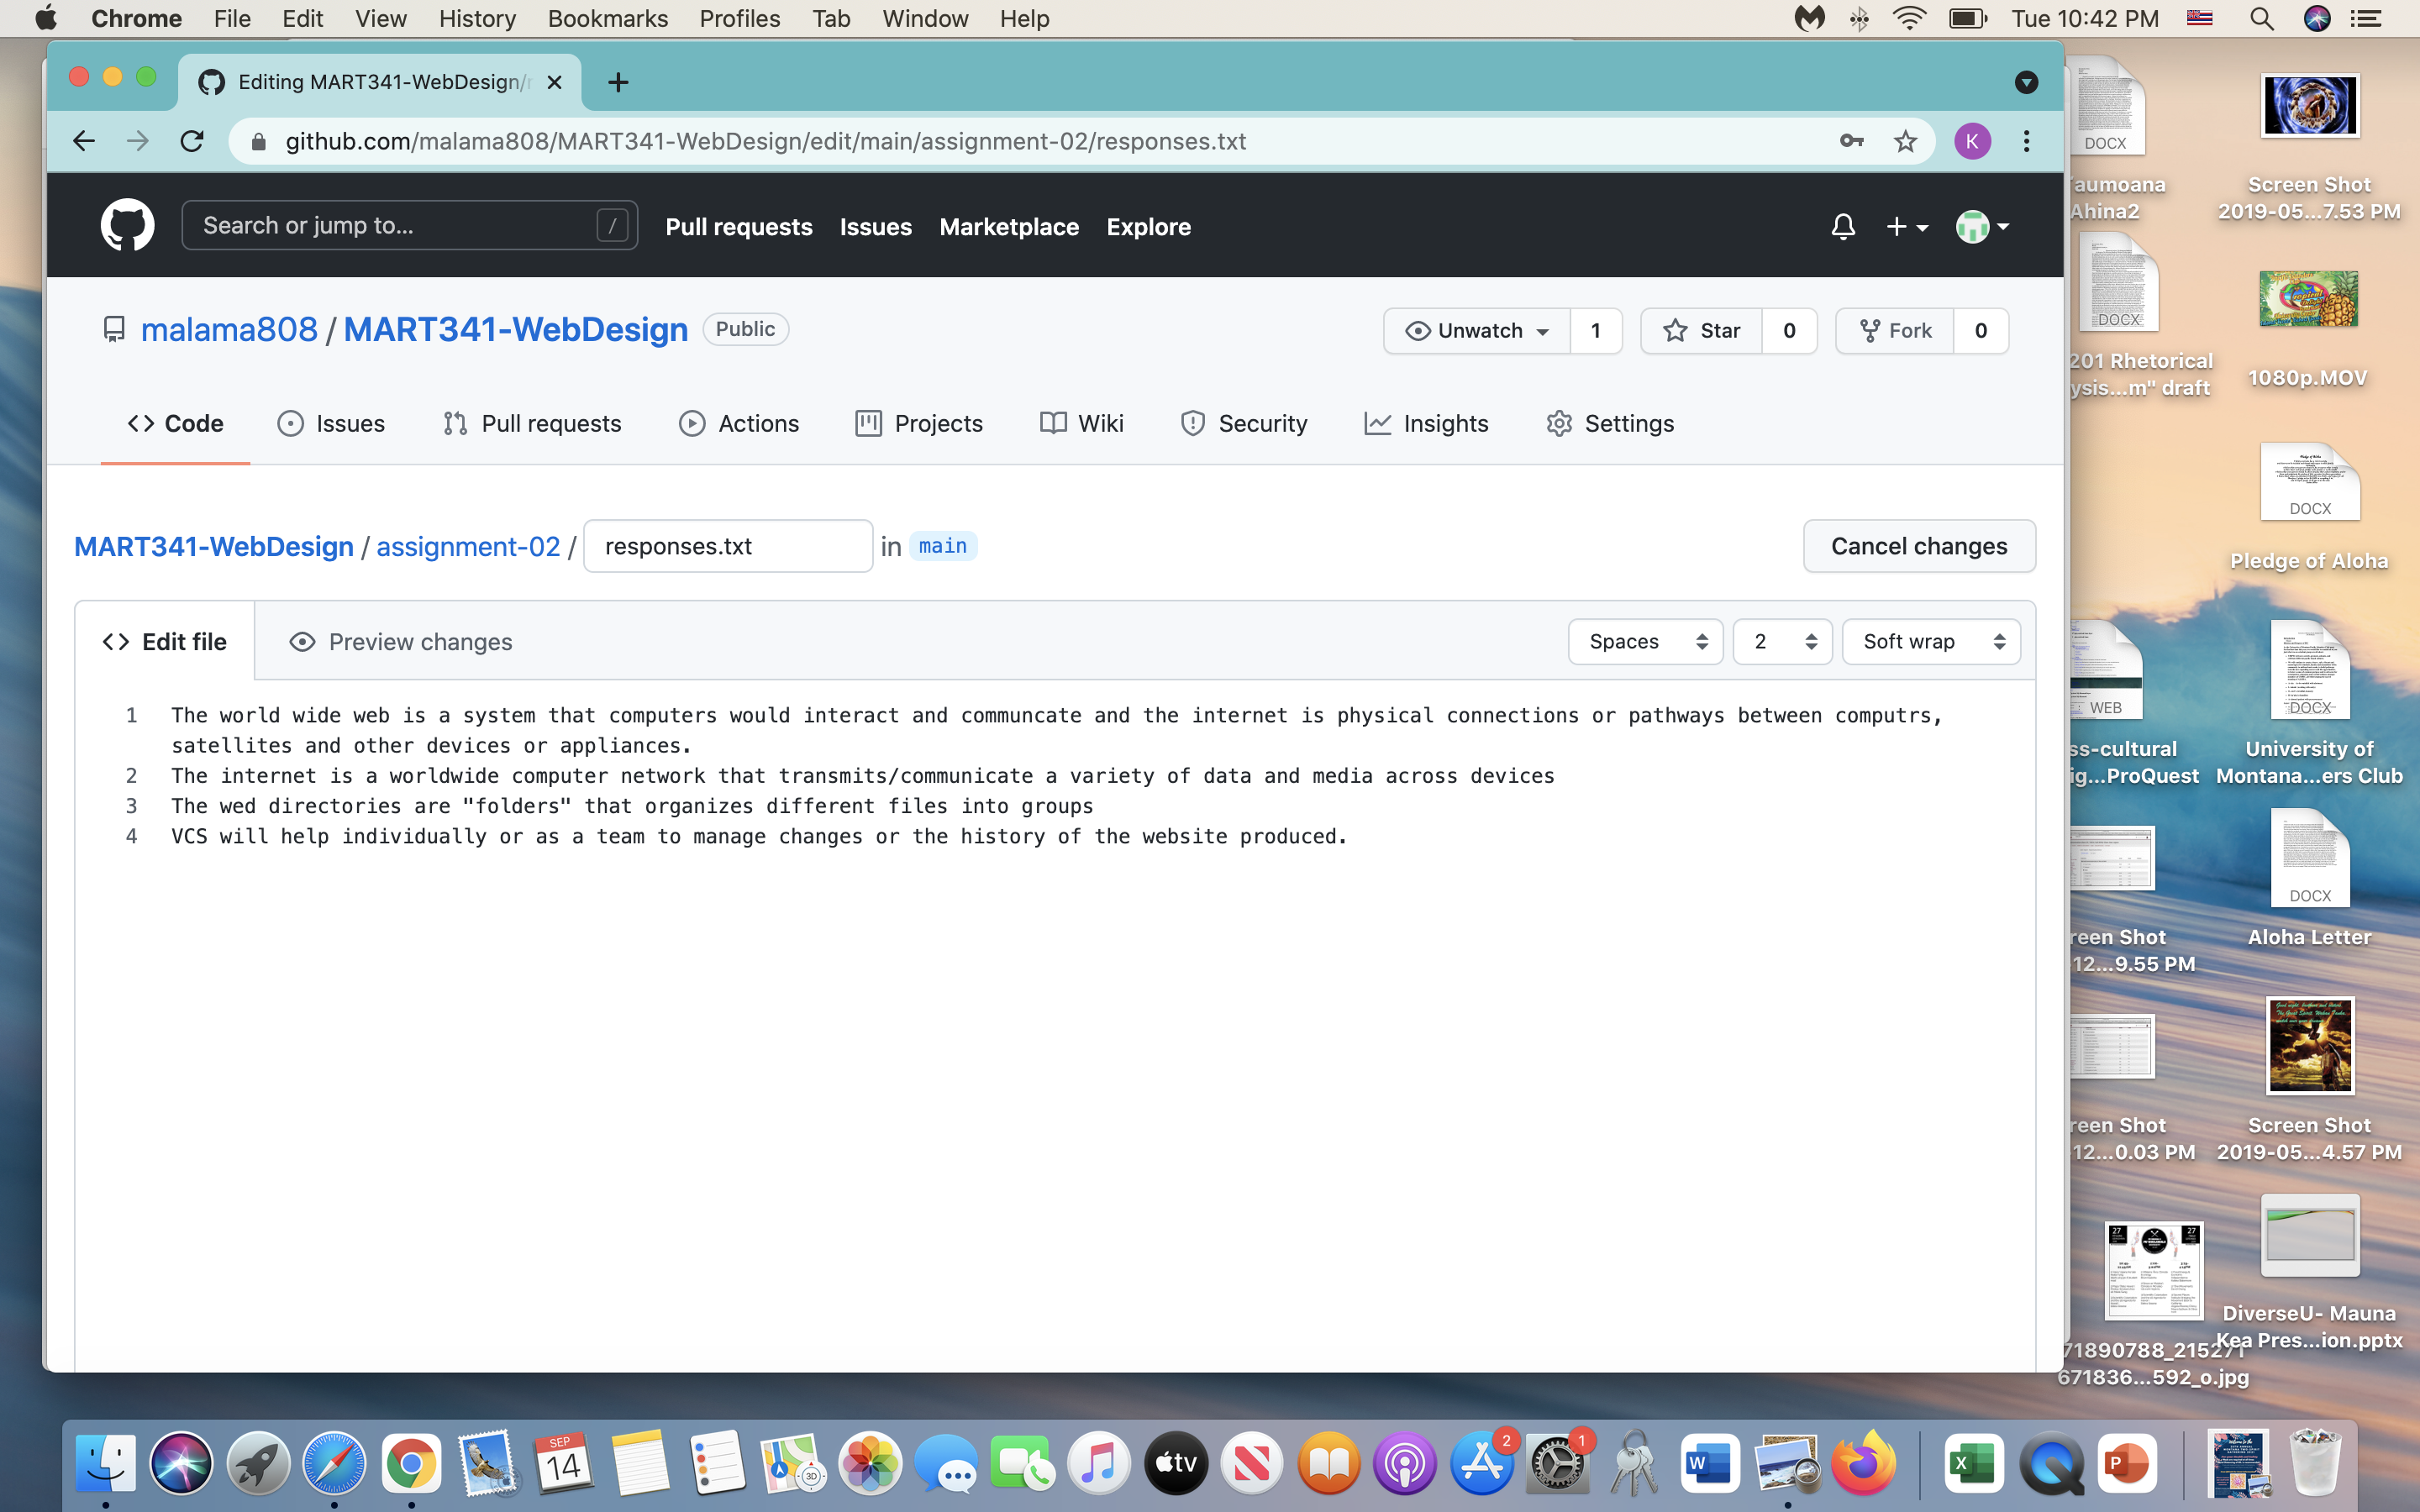 Chrome File Edit View History Bookmarks Profiles Tab Window Help Tue 10:42 PM
Editing MART341-WebDesign/r
github.com/malama808/MART341-WebDesign/edit/main/assignment-02/responses.txt K
Search or jump to... / Pull requests Issues Marketplace Explore
malama808 / MART341-WebDesign Public Unwatch 1 Star 0 Fork 0
Code Issues Pull requests Actions Projects Wiki Security Insights Settings
MART341-WebDesign / assignment-02 / responses.txt in main Cancel changes
Edit file Preview changes Spaces 2 Soft wrap
1 The world wide web is a system that computers would interact and communcate and the internet is physical connections or pathways between computrs,
satellites and other devices or appliances.
2 The internet is a worldwide computer network that transmits/communicate a variety of data and media across devices
3 The wed directories are "folders" that organizes different files into groups
4 VCS will help individually or as a team to manage changes or the history of the website produced.
DOCX
aumoana
Ahina2
Screen Shot
2019-05...7.53 PM
DOCX
201 Rhetorical
ysis...m" draft
1080p.MOV
DOCX
Pledge of Aloha
WEB
ss-cultural
ig...ProQuest
DOCX
University of
Montana...ers Club
DOCX
reen Shot
12...9.55 PM
Aloha Letter
reen Shot
12...0.03 PM
Screen Shot
2019-05...4.57 PM
27 27
71890788_215271
671836...592_o.jpg
DiverseU- Mauna
Kea Pres...ion.pptx
SEP
14
3D
tv
2
1
W
X
P